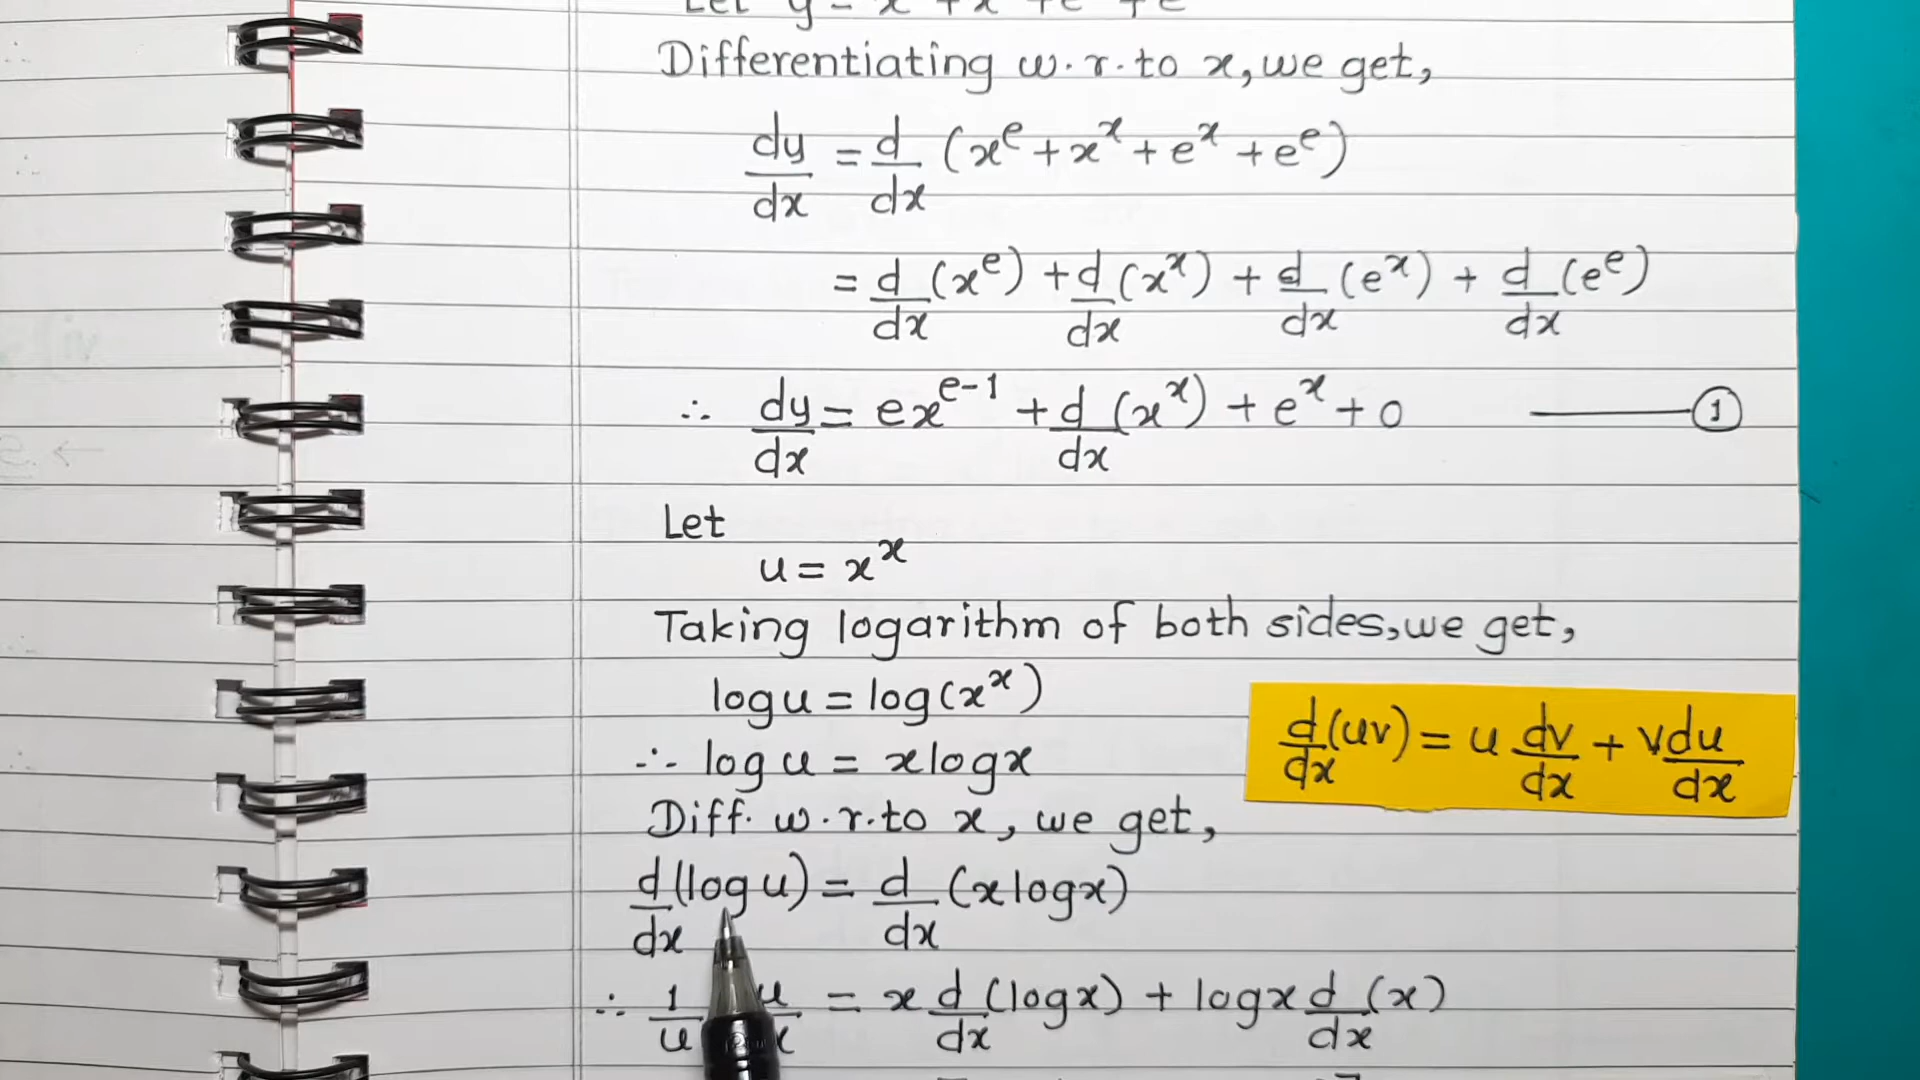 Let y = x + x + e + e
Differentiating w.r.to x, we get,
dy/dx = d/dx (x^e + x^x + e^x + e^e)
= d/dx (x^e) + d/dx (x^x) + d/dx (e^x) + d/dx (e^e)
∴ dy/dx = ex^(e-1) + d/dx (x^x) + e^x + 0 ——— ①
Let
u = x^x
Taking logarithm of both sides, we get,
log u = log(x^x)
∴ log u = x log x
d/dx (uv) = u dv/dx + v du/dx
Diff. w.r.to x, we get,
d/dx (log u) = d/dx (x log x)
∴ 1/u u/x = x d/dx (log x) + log x d/dx (x)